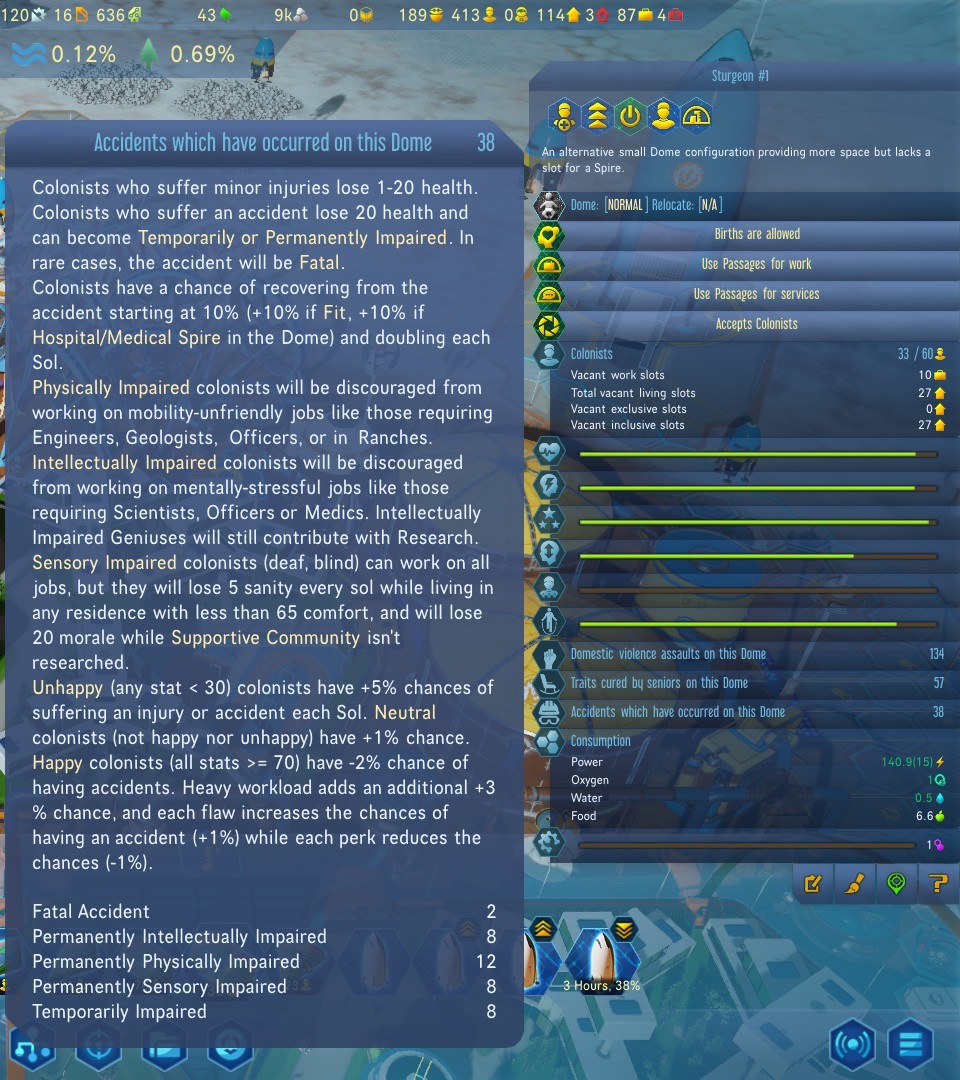 120 16 636 43 9k 0 189 413 0 114 3 87 4
0.12% 0.69%
Accidents which have occurred on this Dome 38
Colonists who suffer minor injuries lose 1-20 health.
Colonists who suffer an accident lose 20 health and
can become Temporarily or Permanently Impaired. In
rare cases, the accident will be Fatal.
Colonists have a chance of recovering from the
accident starting at 10% (+10% if Fit, +10% if
Hospital/Medical Spire in the Dome) and doubling each
Sol.
Physically Impaired colonists will be discouraged from
working on mobility-unfriendly jobs like those requiring
Engineers, Geologists, Officers, or in Ranches.
Intellectually Impaired colonists will be discouraged
from working on mentally-stressful jobs like those
requiring Scientists, Officers or Medics. Intellectually
Impaired Geniuses will still contribute with Research.
Sensory Impaired colonists (deaf, blind) can work on all
jobs, but they will lose 5 sanity every sol while living in
any residence with less than 65 comfort, and will lose
20 morale while Supportive Community isn't
researched.
Unhappy (any stat < 30) colonists have +5% chances of
suffering an injury or accident each Sol. Neutral
colonists (not happy nor unhappy) have +1% chance.
Happy colonists (all stats >= 70) have -2% chance of
having accidents. Heavy workload adds an additional +3
% chance, and each flaw increases the chances of
having an accident (+1%) while each perk reduces the
chances (-1%).
Fatal Accident 2
Permanently Intellectually Impaired 8
Permanently Physically Impaired 12
Permanently Sensory Impaired 8
Temporarily Impaired 8
Sturgeon #1
An alternative small Dome configuration providing more space but lacks a
slot for a Spire.
Dome: [NORMAL] Relocate: [N/A]
Births are allowed
Use Passages for work
Use Passages for services
Accepts Colonists
Colonists 33 / 60
Vacant work slots 10
Total vacant living slots 27
Vacant exclusive slots 0
Vacant inclusive slots 27
Domestic violence assaults on this Dome 134
Traits cured by seniors on this Dome 57
Accidents which have occurred on this Dome 38
Consumption
Power 140.9(15)
Oxygen 1
Water 0.5
Food 6.6
1
3 Hours, 38%